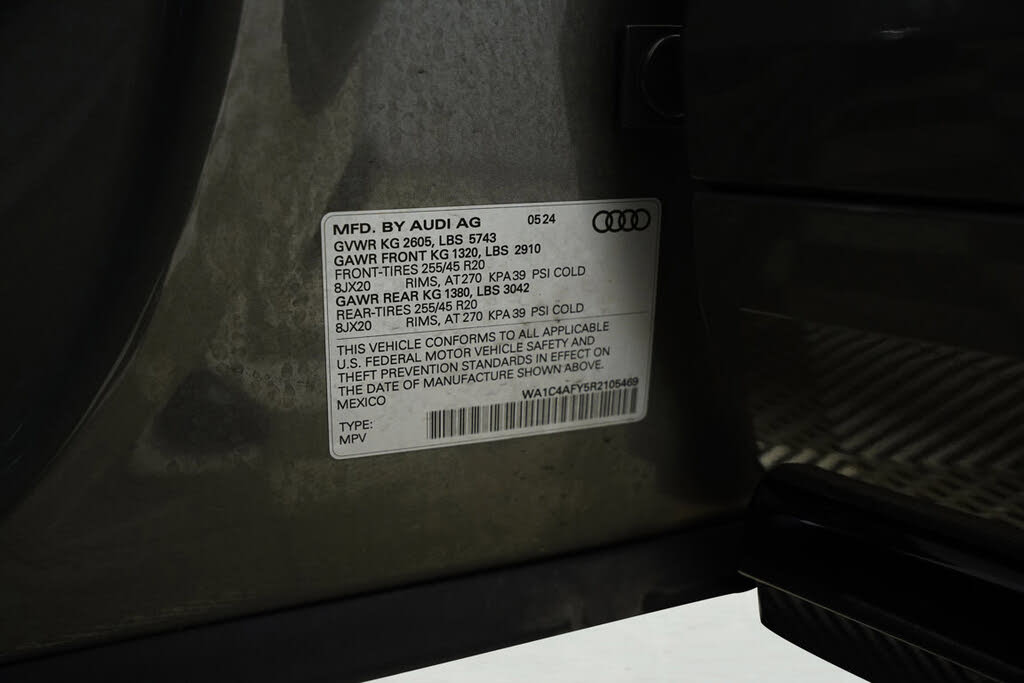 MFD. BY AUDI AG 05 24
GVWR KG 2605, LBS 5743
GAWR FRONT KG 1320, LBS 2910
FRONT-TIRES 255/45 R20
8JX20 RIMS, AT 270 KPA 39 PSI COLD
GAWR REAR KG 1380, LBS 3042
REAR-TIRES 255/45 R20
8JX20 RIMS, AT 270 KPA 39 PSI COLD
THIS VEHICLE CONFORMS TO ALL APPLICABLE
U.S. FEDERAL MOTOR VEHICLE SAFETY AND
THEFT PREVENTION STANDARDS IN EFFECT ON
THE DATE OF MANUFACTURE SHOWN ABOVE.
MEXICO WA1C4AFY5R2105469
TYPE:
MPV